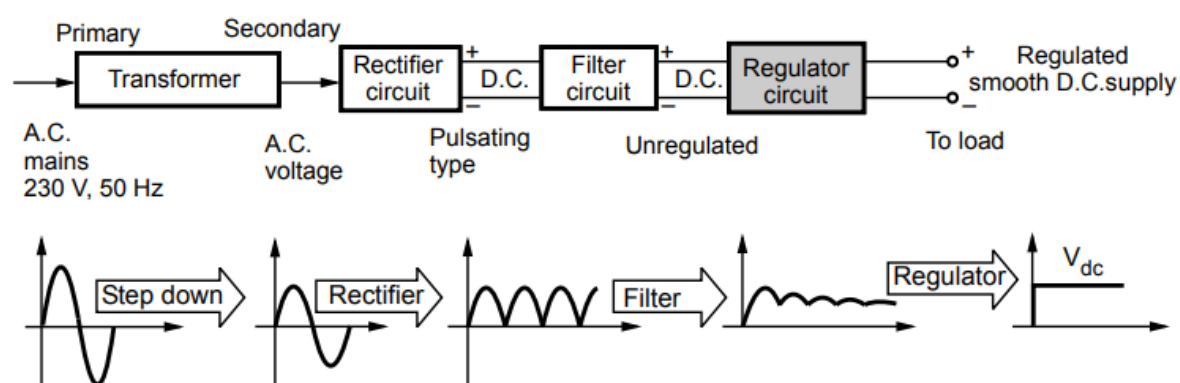 Primary
Secondary
Transformer
Rectifier
circuit
+
D.C.
–
Filter
circuit
+
D.C.
–
Regulator
circuit
+
–
Regulated
smooth D.C.supply
A.C.
mains
230 V, 50 Hz
A.C.
voltage
Pulsating
type
Unregulated
To load
Step down
Rectifier
Filter
Regulator
Vdc